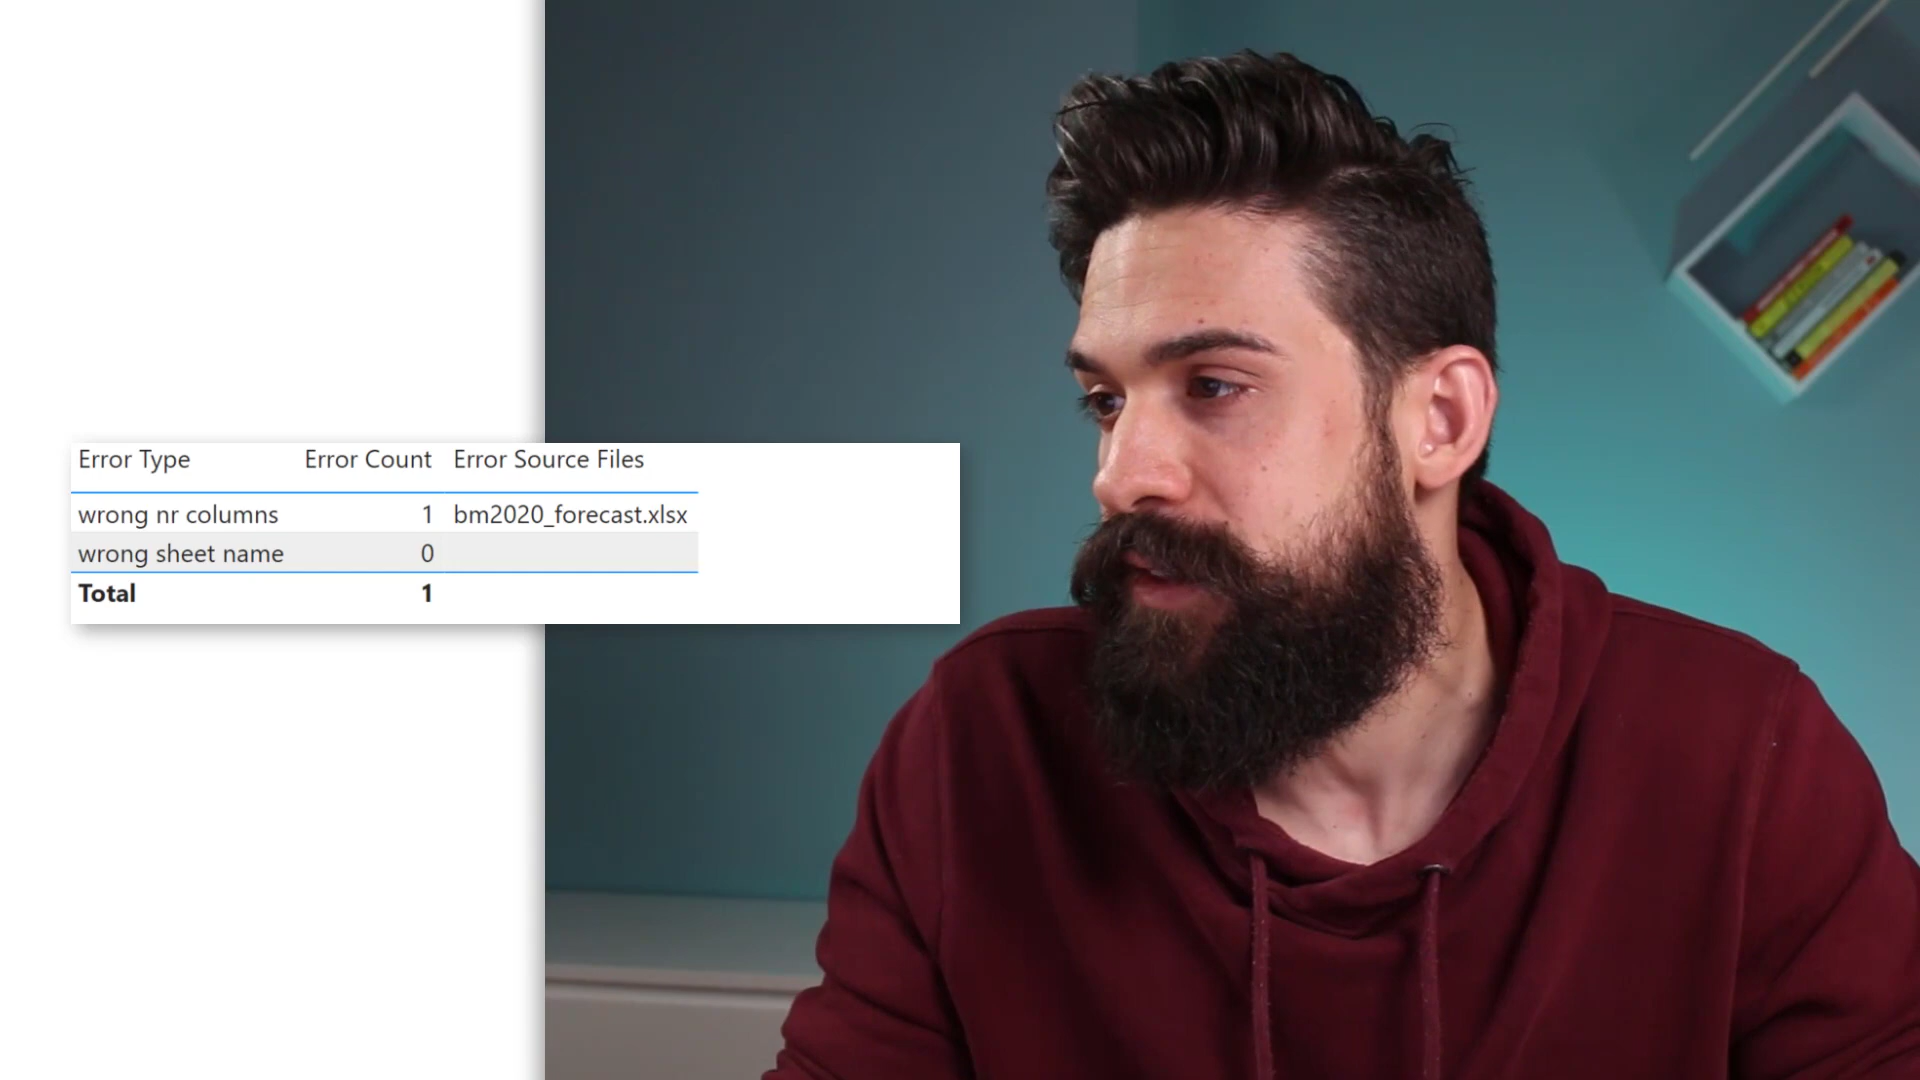 Error Type Error Count Error Source Files
wrong nr columns 1 bm2020_forecast.xlsx
wrong sheet name 0
Total 1